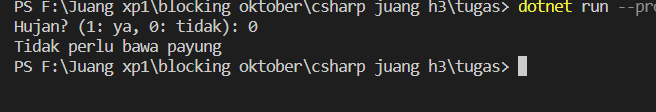 PS F:\Juang xp1\blocking oktober\csharp juang h3\tugas> dotnet run --pro
Hujan? (1: ya, 0: tidak): 0
Tidak perlu bawa payung
PS F:\Juang xp1\blocking oktober\csharp juang h3\tugas>